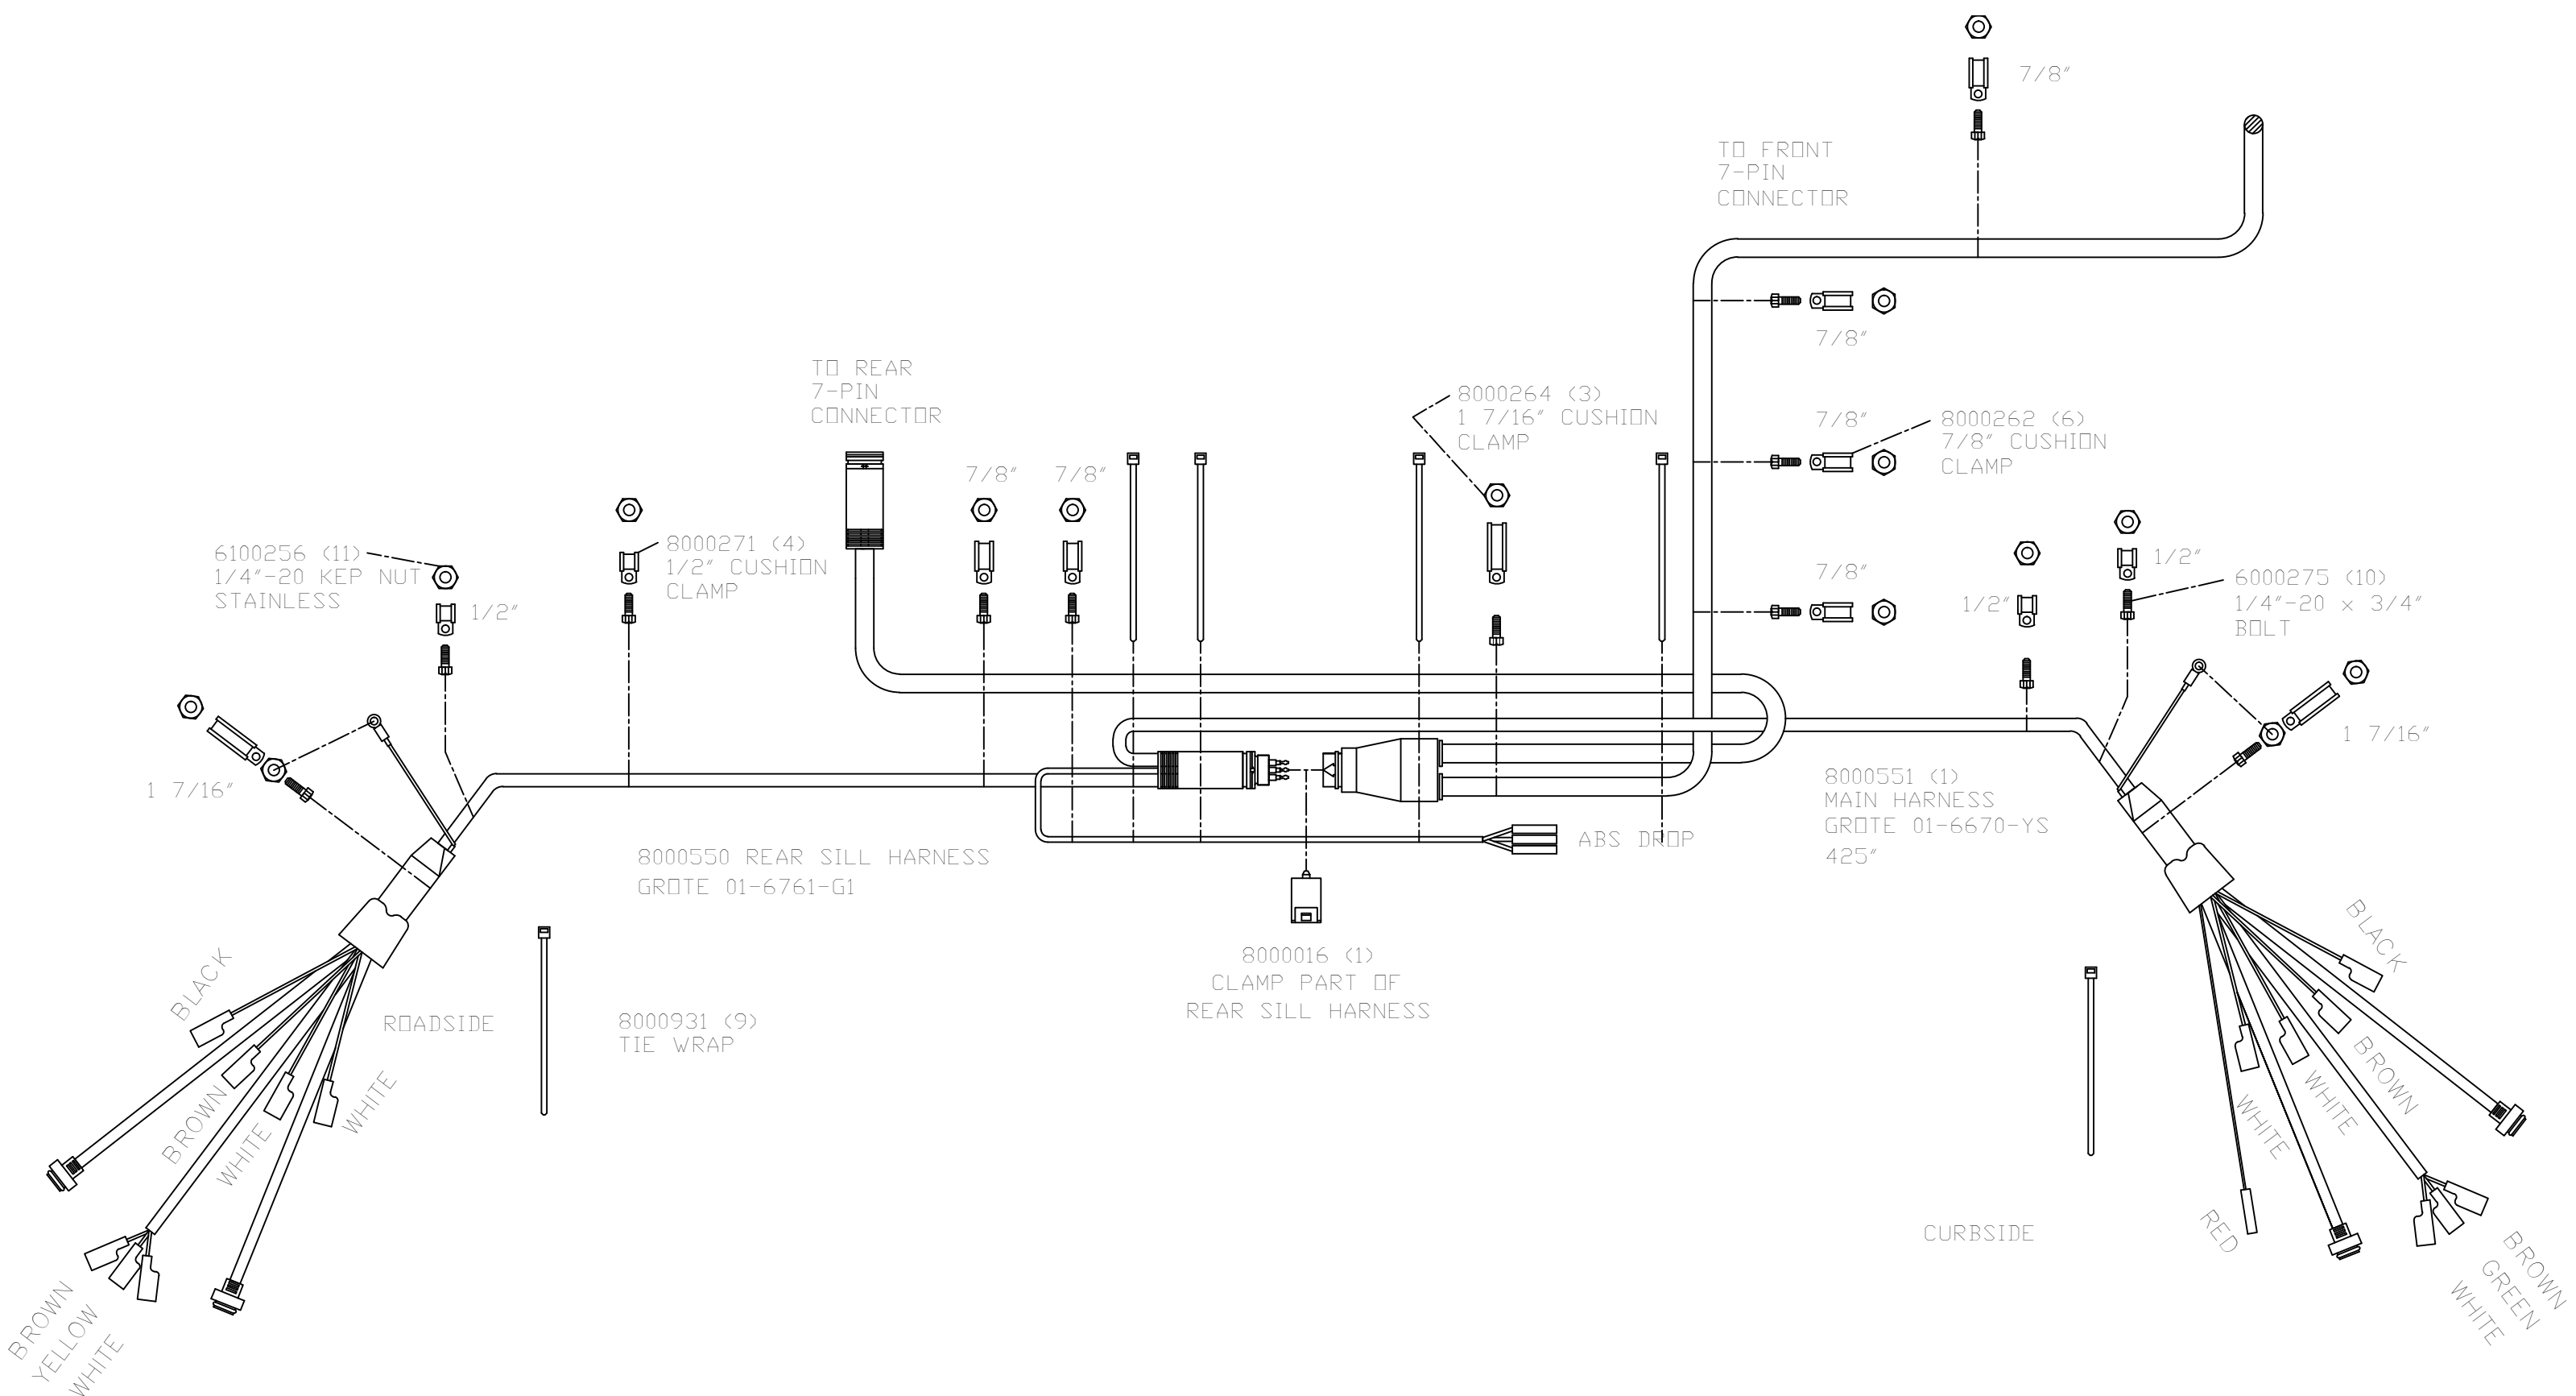 7/8"
TO FRONT
7-PIN
CONNECTOR
7/8"
TO REAR
7-PIN
CONNECTOR
8000264 (3)
1 7/16" CUSHION
CLAMP
7/8"
8000262 (6)
7/8" CUSHION
CLAMP
7/8"
7/8"
6100256 (11)
1/4"-20 KEP NUT
STAINLESS
1/2"
8000271 (4)
1/2" CUSHION
CLAMP
7/8"
1/2"
1/2"
6000275 (10)
1/4"-20 x 3/4"
BOLT
1 7/16"
1 7/16"
8000551 (1)
MAIN HARNESS
GROTE 01-6670-YS
425"
ABS DROP
8000550 REAR SILL HARNESS
GROTE 01-6761-G1
8000016 (1)
CLAMP PART OF
REAR SILL HARNESS
BLACK
ROADSIDE
8000931 (9)
TIE WRAP
BROWN
WHITE
WHITE
BROWN
YELLOW
WHITE
BLACK
BROWN
WHITE
WHITE
RED
CURBSIDE
BROWN
GREEN
WHITE